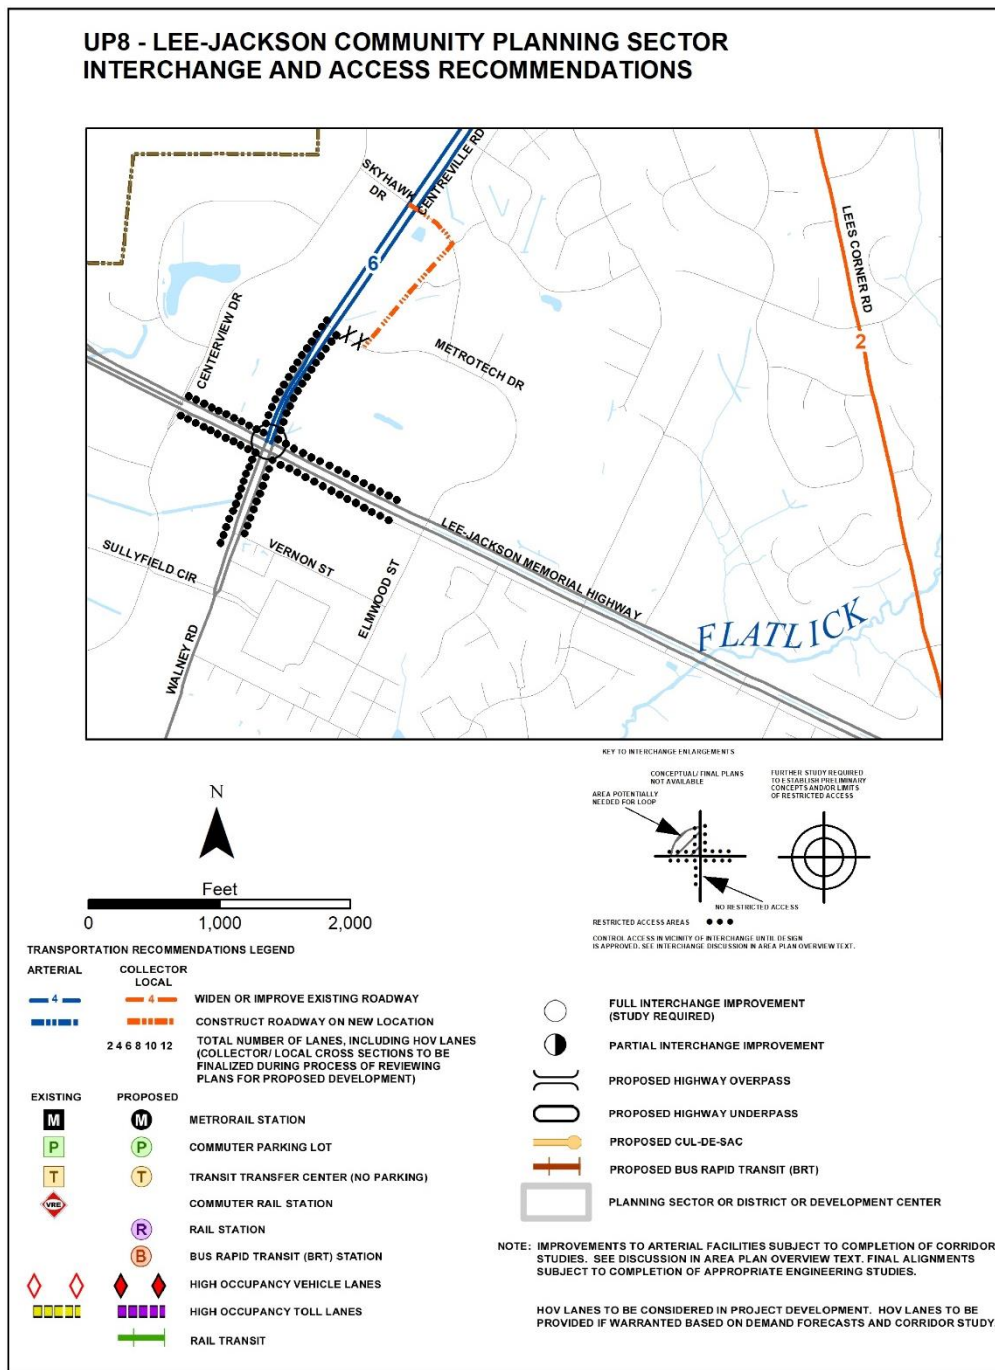 UP8 - LEE-JACKSON COMMUNITY PLANNING SECTOR
INTERCHANGE AND ACCESS RECOMMENDATIONS
SKYHAWK
DR
CENTREVILLE RD
6
LEES CORNER RD
2
CENTERVIEW DR
XX
METROTECH DR
LEE-JACKSON MEMORIAL HIGHWAY
VERNON ST
SULLYFIELD CIR
ELMWOOD ST
WALNEY RD
FLATLICK
N
Feet
0 1,000 2,000
KEY TO INTERCHANGE ENLARGEMENTS
CONCEPTUAL/ FINAL PLANS
NOT AVAILABLE
AREA POTENTIALLY
NEEDED FOR LOOP
FURTHER STUDY REQUIRED
TO ESTABLISH PRELIMINARY
CONCEPTS AND/OR LIMITS
OF RESTRICTED ACCESS
NO RESTRICTED ACCESS
RESTRICTED ACCESS AREAS
CONTROL ACCESS IN VICINITY OF INTERCHANGE UNTIL DESIGN
IS APPROVED. SEE INTERCHANGE DISCUSSION IN AREA PLAN OVERVIEW TEXT.
TRANSPORTATION RECOMMENDATIONS LEGEND
ARTERIAL COLLECTOR
LOCAL
4 4 WIDEN OR IMPROVE EXISTING ROADWAY
CONSTRUCT ROADWAY ON NEW LOCATION
2 4 6 8 10 12 TOTAL NUMBER OF LANES, INCLUDING HOV LANES
(COLLECTOR/ LOCAL CROSS SECTIONS TO BE
FINALIZED DURING PROCESS OF REVIEWING
PLANS FOR PROPOSED DEVELOPMENT)
EXISTING PROPOSED
M M METRORAIL STATION
P P COMMUTER PARKING LOT
T T TRANSIT TRANSFER CENTER (NO PARKING)
VRE COMMUTER RAIL STATION
R RAIL STATION
B BUS RAPID TRANSIT (BRT) STATION
HIGH OCCUPANCY VEHICLE LANES
HIGH OCCUPANCY TOLL LANES
RAIL TRANSIT
FULL INTERCHANGE IMPROVEMENT
(STUDY REQUIRED)
PARTIAL INTERCHANGE IMPROVEMENT
PROPOSED HIGHWAY OVERPASS
PROPOSED HIGHWAY UNDERPASS
PROPOSED CUL-DE-SAC
PROPOSED BUS RAPID TRANSIT (BRT)
PLANNING SECTOR OR DISTRICT OR DEVELOPMENT CENTER
NOTE: IMPROVEMENTS TO ARTERIAL FACILITIES SUBJECT TO COMPLETION OF CORRIDOR
STUDIES. SEE DISCUSSION IN AREA PLAN OVERVIEW TEXT. FINAL ALIGNMENTS
SUBJECT TO COMPLETION OF APPROPRIATE ENGINEERING STUDIES.
HOV LANES TO BE CONSIDERED IN PROJECT DEVELOPMENT. HOV LANES TO BE
PROVIDED IF WARRANTED BASED ON DEMAND FORECASTS AND CORRIDOR STUDY.